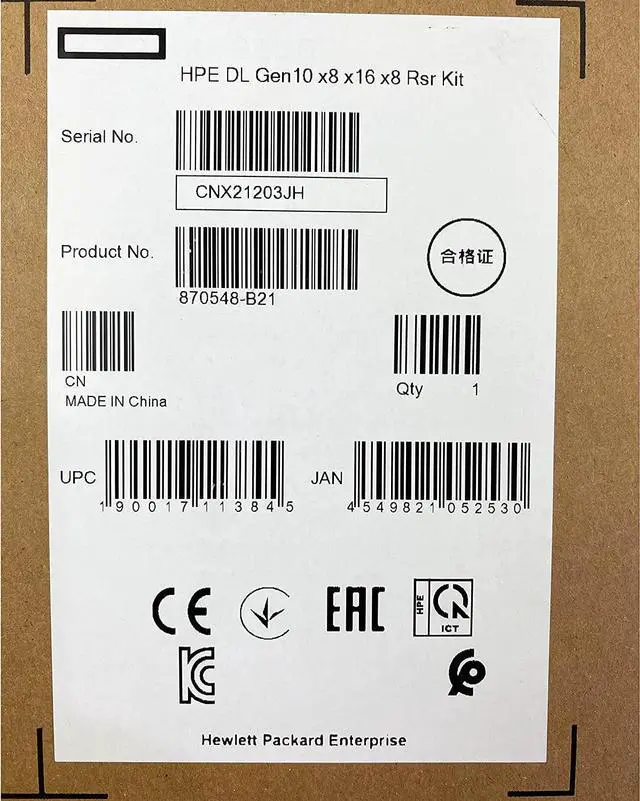 HPE DL Gen10 x8 x16 x8 Rsr Kit
Serial No.
CNX21203JH
Product No.
870548-B21
合格证
CN
MADE IN China
Qty 1
UPC
190017113845
JAN
4549821052530
CE
EAC
HPE
ICT
Hewlett Packard Enterprise